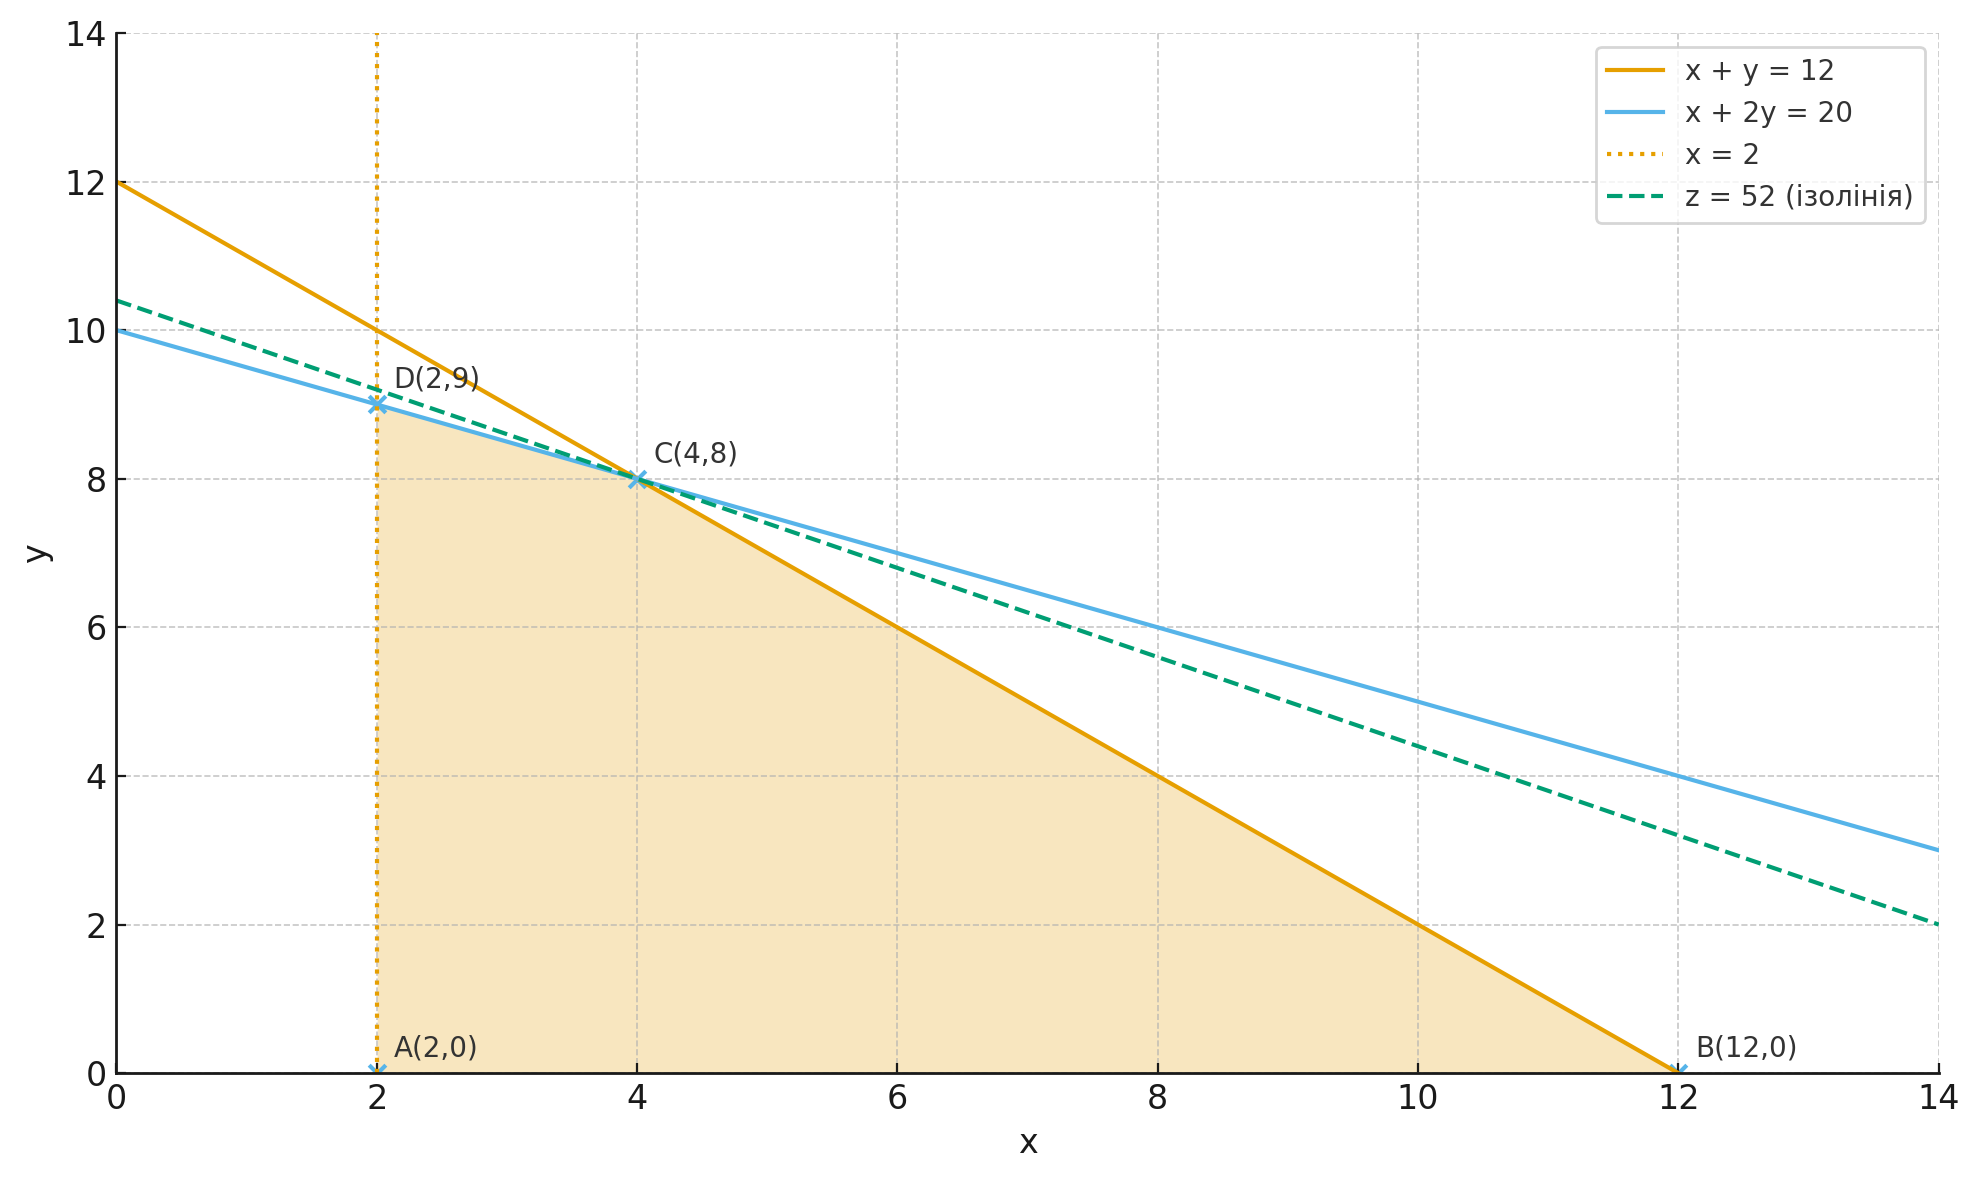 14
12
10
8
6
4
2
0
y
x + y = 12
x + 2y = 20
x = 2
z = 52 (ізолінія)
D(2,9)
C(4,8)
A(2,0)
B(12,0)
0 2 4 6 8 10 12 14
x